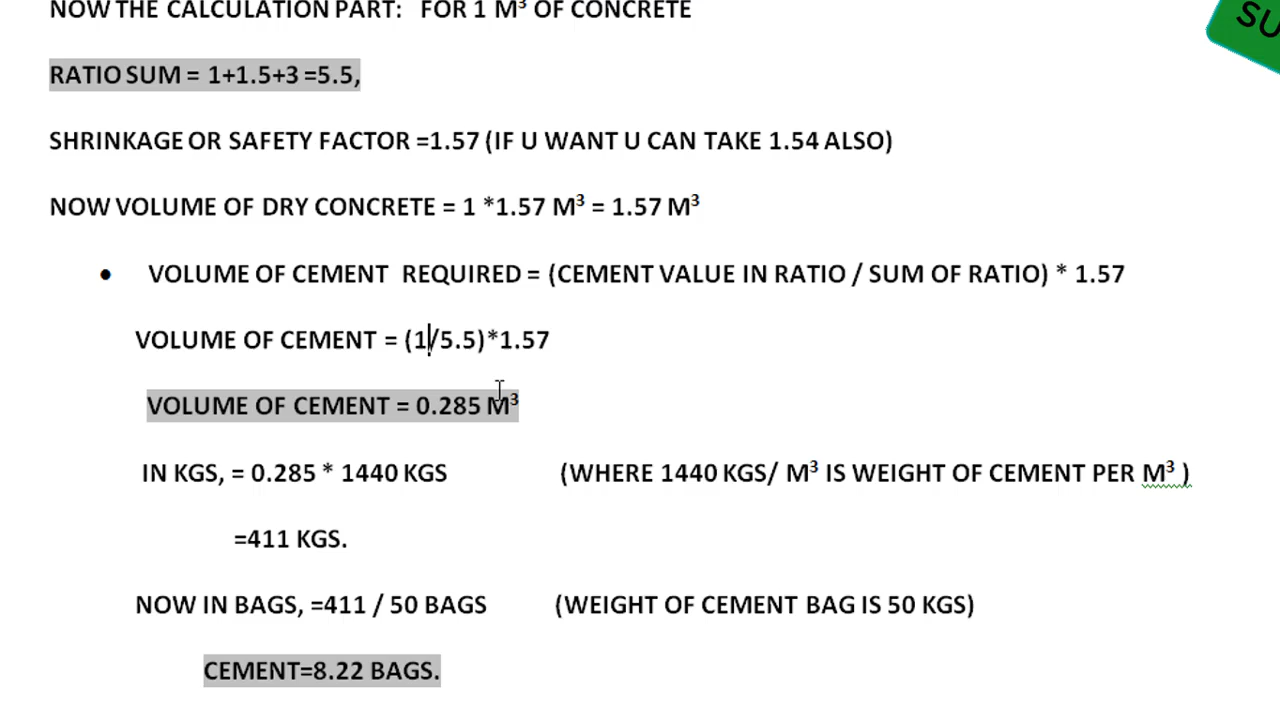 NOW THE CALCULATION PART: FOR 1 M³ OF CONCRETE
RATIO SUM = 1+1.5+3 =5.5,
SHRINKAGE OR SAFETY FACTOR =1.57 (IF U WANT U CAN TAKE 1.54 ALSO)
NOW VOLUME OF DRY CONCRETE = 1 *1.57 M³ = 1.57 M³
• VOLUME OF CEMENT REQUIRED = (CEMENT VALUE IN RATIO / SUM OF RATIO) * 1.57
VOLUME OF CEMENT = (1/5.5)*1.57
VOLUME OF CEMENT = 0.285 M³
IN KGS, = 0.285 * 1440 KGS (WHERE 1440 KGS/ M³ IS WEIGHT OF CEMENT PER M³ )
=411 KGS.
NOW IN BAGS, =411 / 50 BAGS (WEIGHT OF CEMENT BAG IS 50 KGS)
CEMENT=8.22 BAGS.